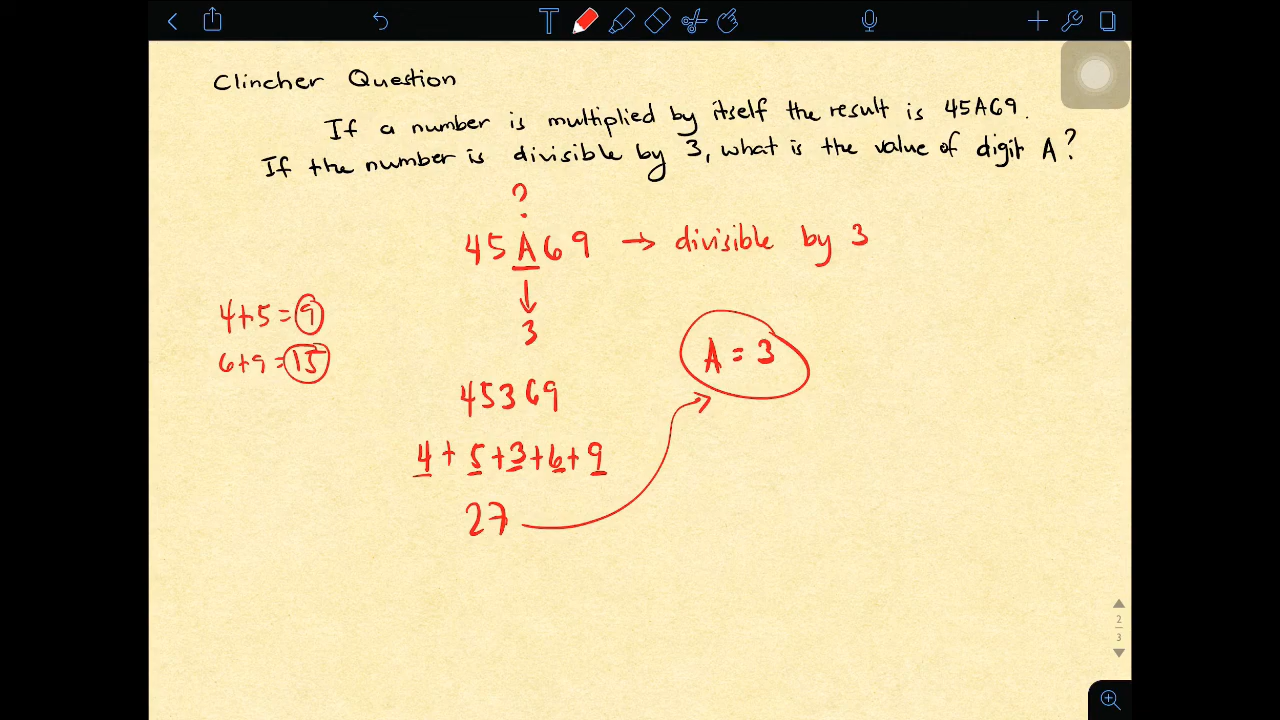 Clincher Question
If a number is multiplied by itself the result is 45A69.
If the number is divisible by 3, what is the value of digit A?
?
45A69 → divisible by 3
↓
3
4+5=9
6+9=15
A = 3
45369
4+5+3+6+9
27
2
3